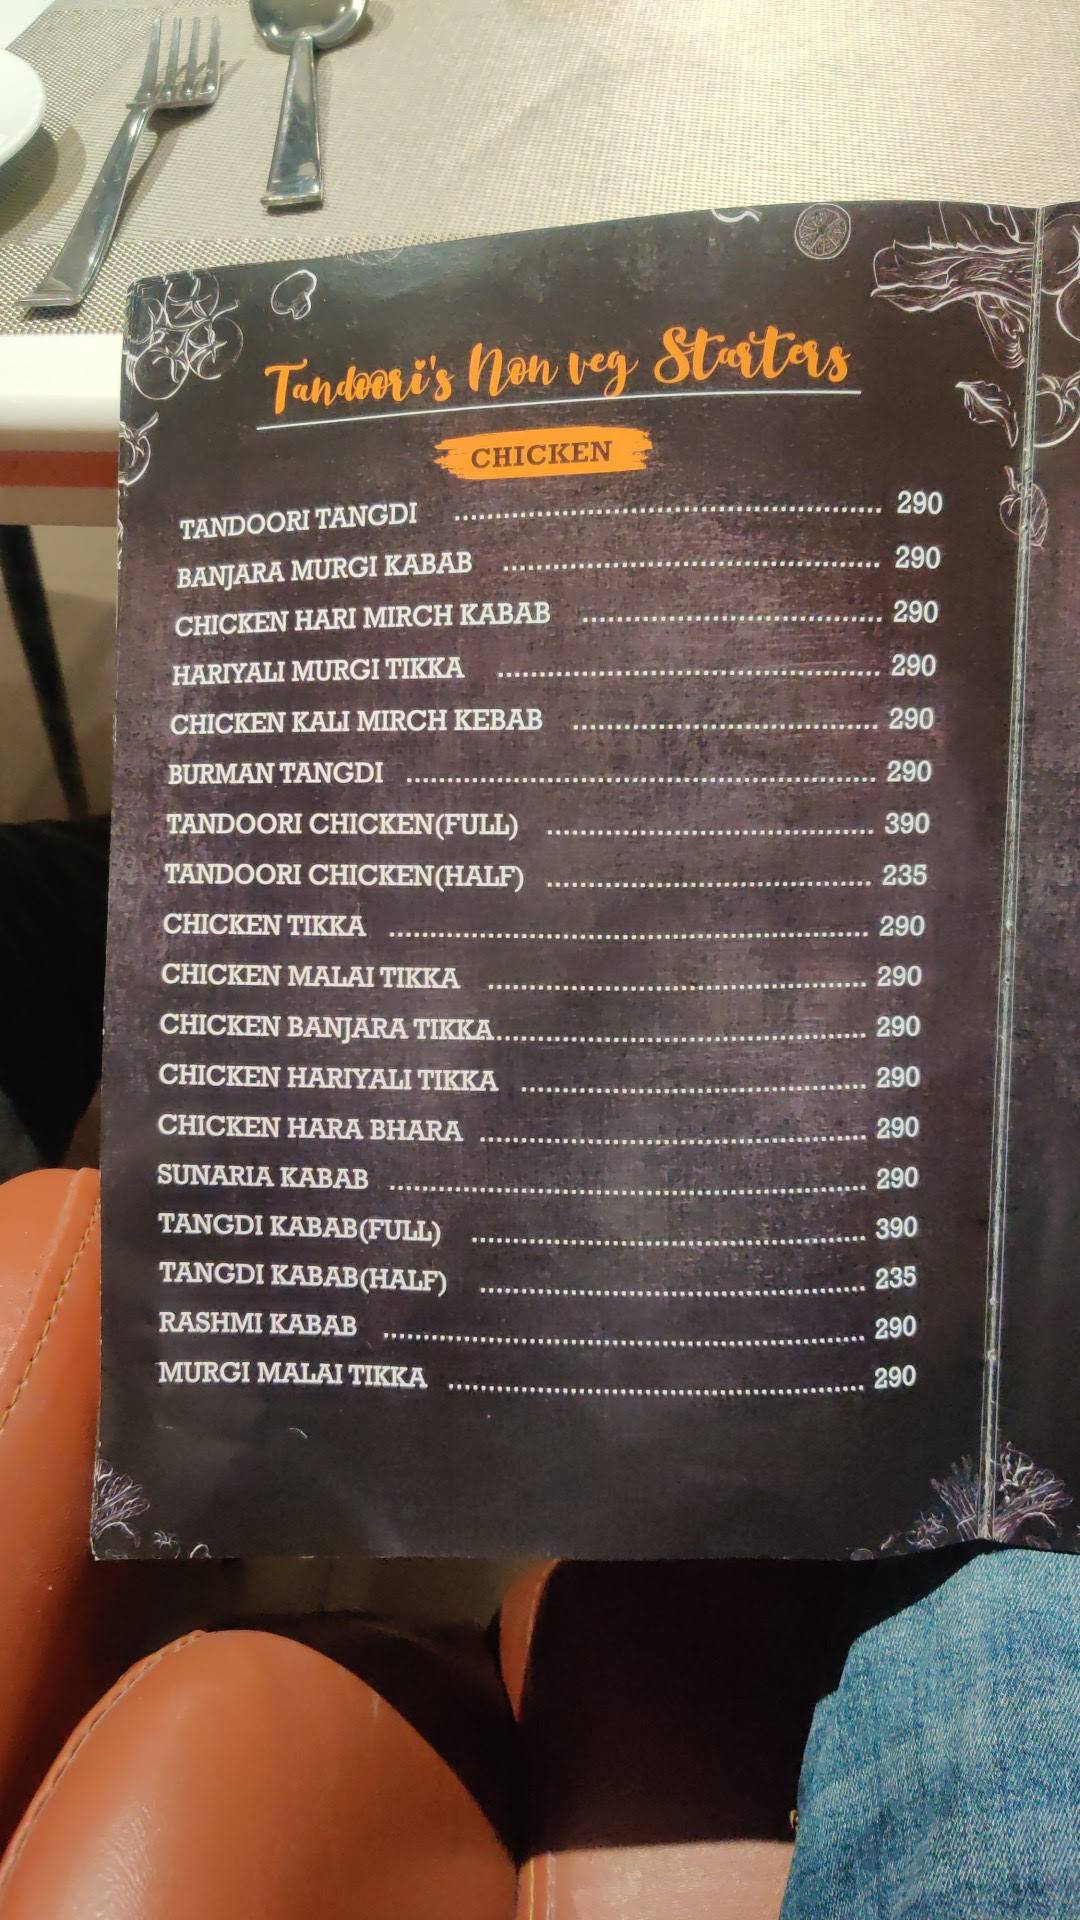 Tandoori's Non veg Starters
CHICKEN
TANDOORI TANGDI ........ 290
BANJARA MURGI KABAB ........ 290
CHICKEN HARI MIRCH KABAB ........ 290
HARIYALI MURGI TIKKA ........ 290
CHICKEN KALI MIRCH KEBAB ........ 290
BURMAN TANGDI ........ 290
TANDOORI CHICKEN(FULL) ........ 390
TANDOORI CHICKEN(HALF) ........ 235
CHICKEN TIKKA ........ 290
CHICKEN MALAI TIKKA ........ 290
CHICKEN BANJARA TIKKA........ 290
CHICKEN HARIYALI TIKKA ........ 290
CHICKEN HARA BHARA ........ 290
SUNARIA KABAB ........ 290
TANGDI KABAB(FULL) ........ 390
TANGDI KABAB(HALF) ........ 235
RASHMI KABAB ........ 290
MURGI MALAI TIKKA ........ 290